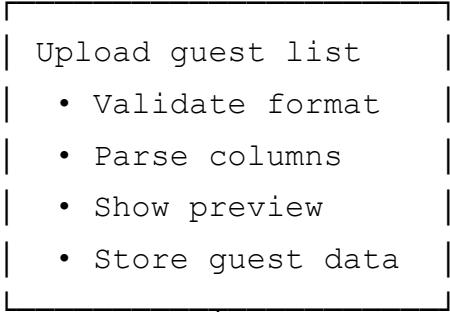 Upload guest list
• Validate format
• Parse columns
• Show preview
• Store guest data